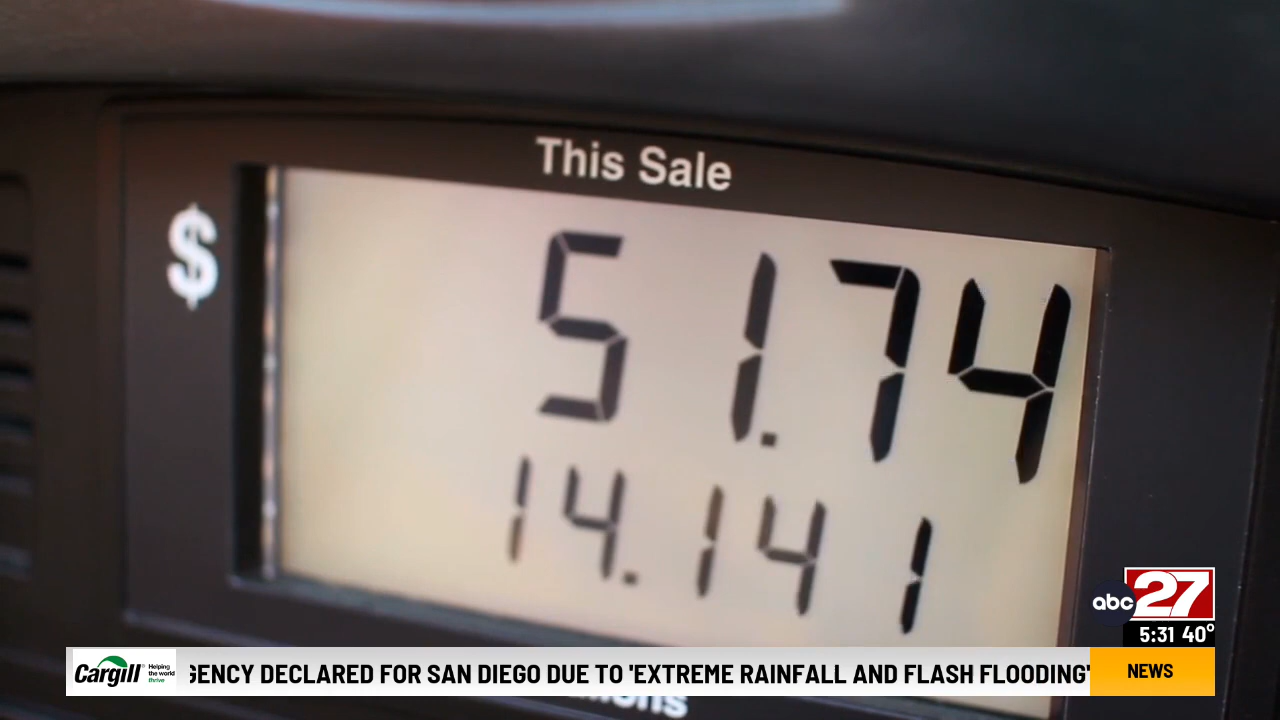 This Sale
$
51.74
14.141
abc 27
5:31 40°
Cargill Helping the world thrive
GENCY DECLARED FOR SAN DIEGO DUE TO 'EXTREME RAINFALL AND FLASH FLOODING'
NEWS